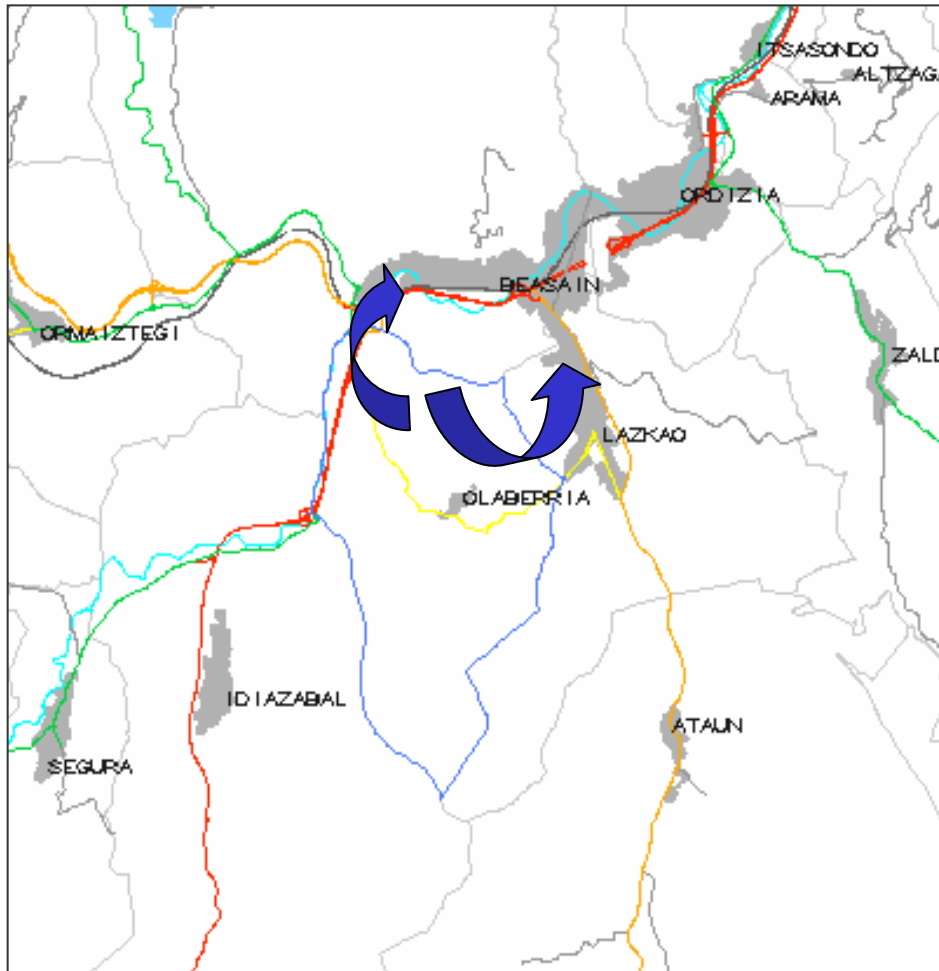 ITSASONDO
ALTZAGA
ARAMA
ORDIZIA
BEASAIN
ORMAIZTEGI
ZALD
LAZKAO
OLABERRIA
IDIAZABAL
ATAUN
SEGURA